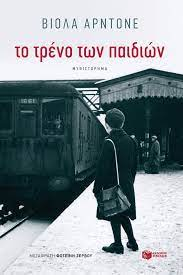 ΒΙΟΛΑ ΑΡΝΤΟΝΕ
το τρένο των παιδιών
ΜΥΘΙΣΤΟΡΗΜΑ
ΜΕΤΑΦΡΑΣΗ ΦΩΤΕΙΝΗ ΖΕΡΒΟΥ